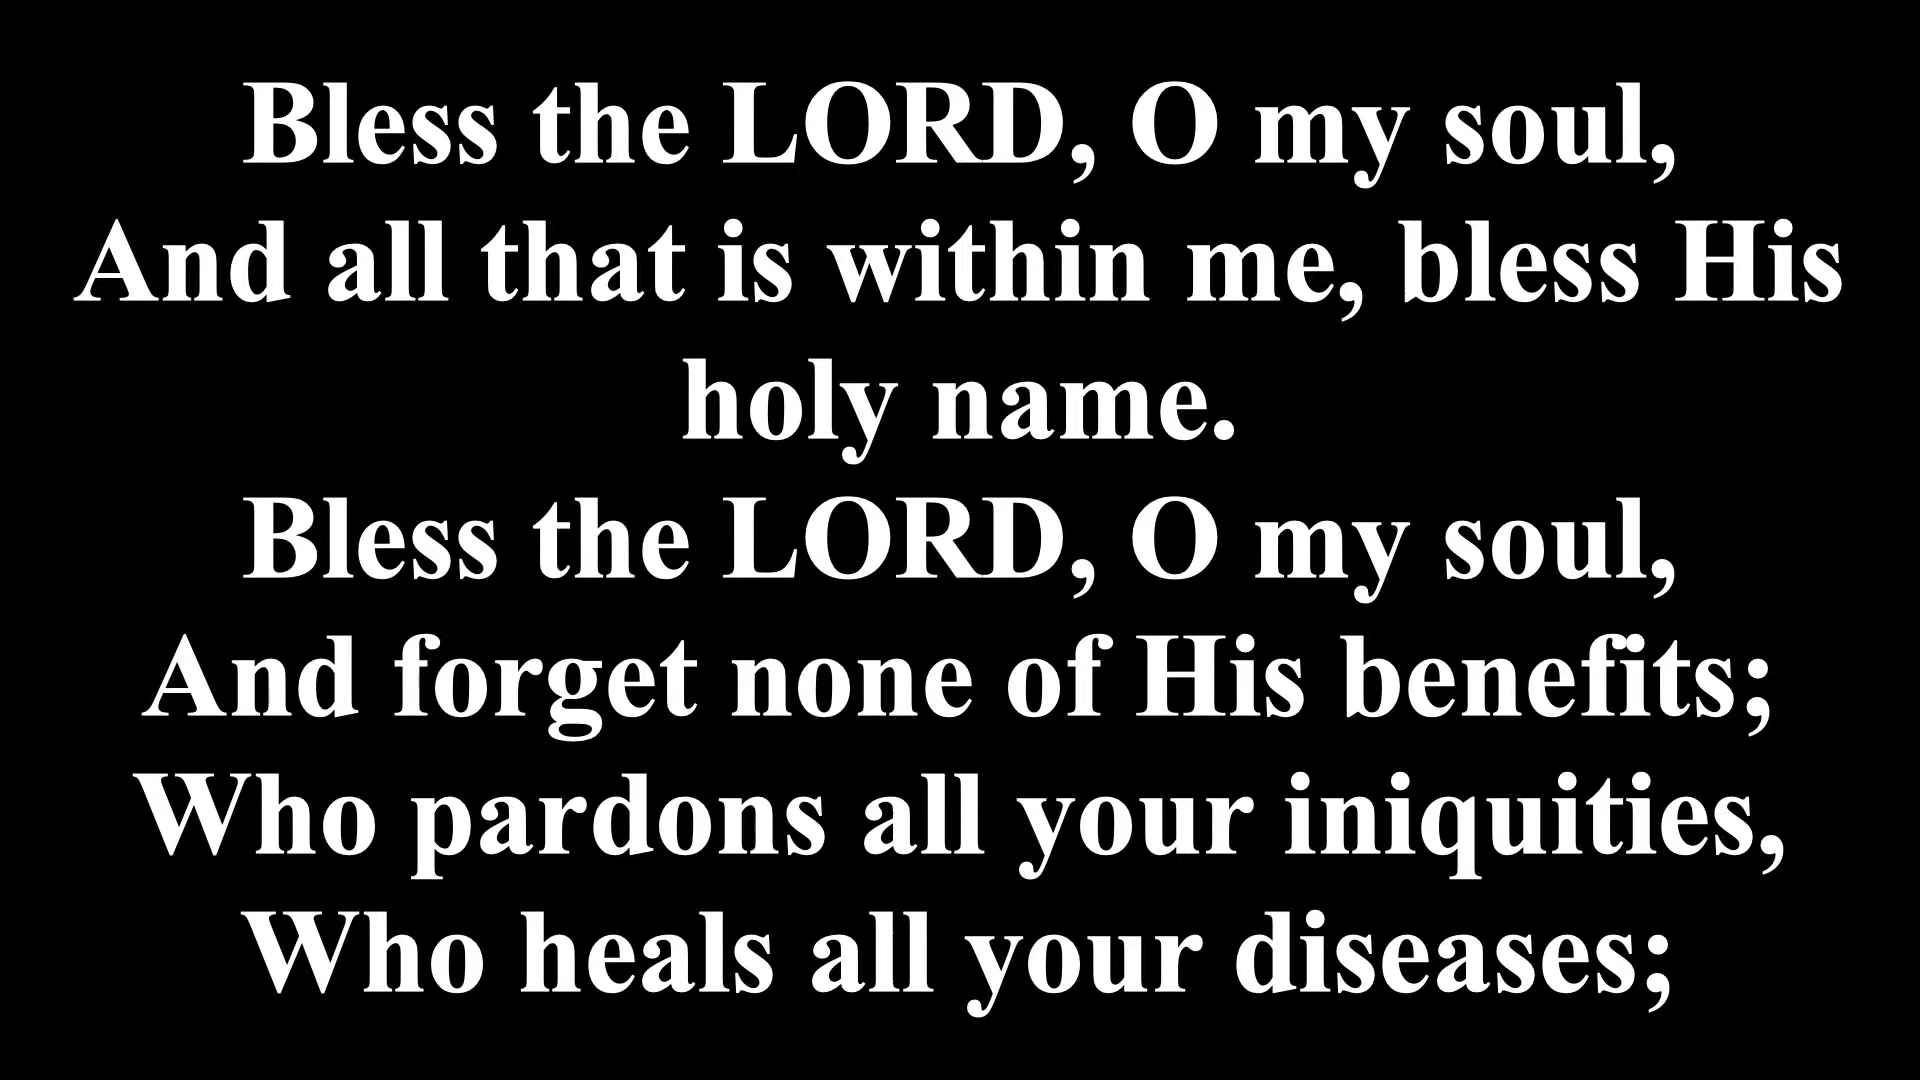 Bless the LORD, O my soul,
And all that is within me, bless His
holy name.
Bless the LORD, O my soul,
And forget none of His benefits;
Who pardons all your iniquities,
Who heals all your diseases;